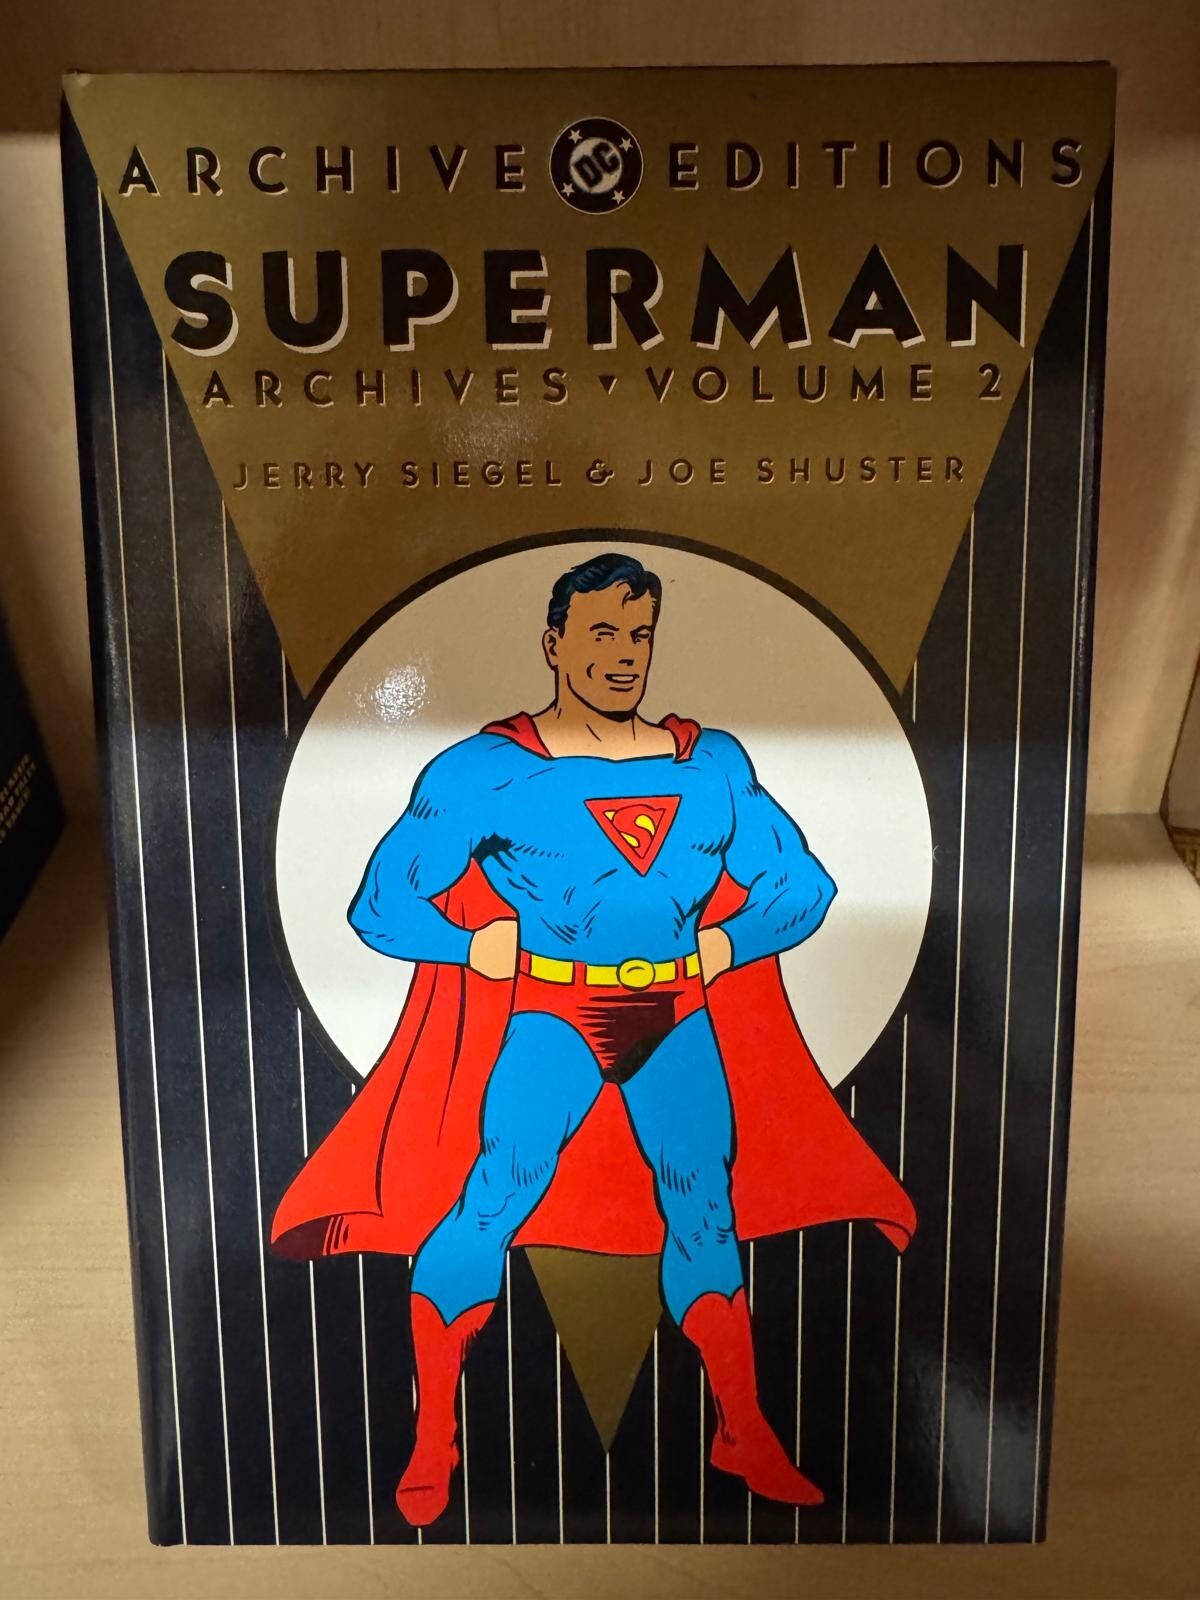 ARCHIVE DC EDITIONS
SUPERMAN
ARCHIVES ▾ VOLUME 2
JERRY SIEGEL & JOE SHUSTER
S